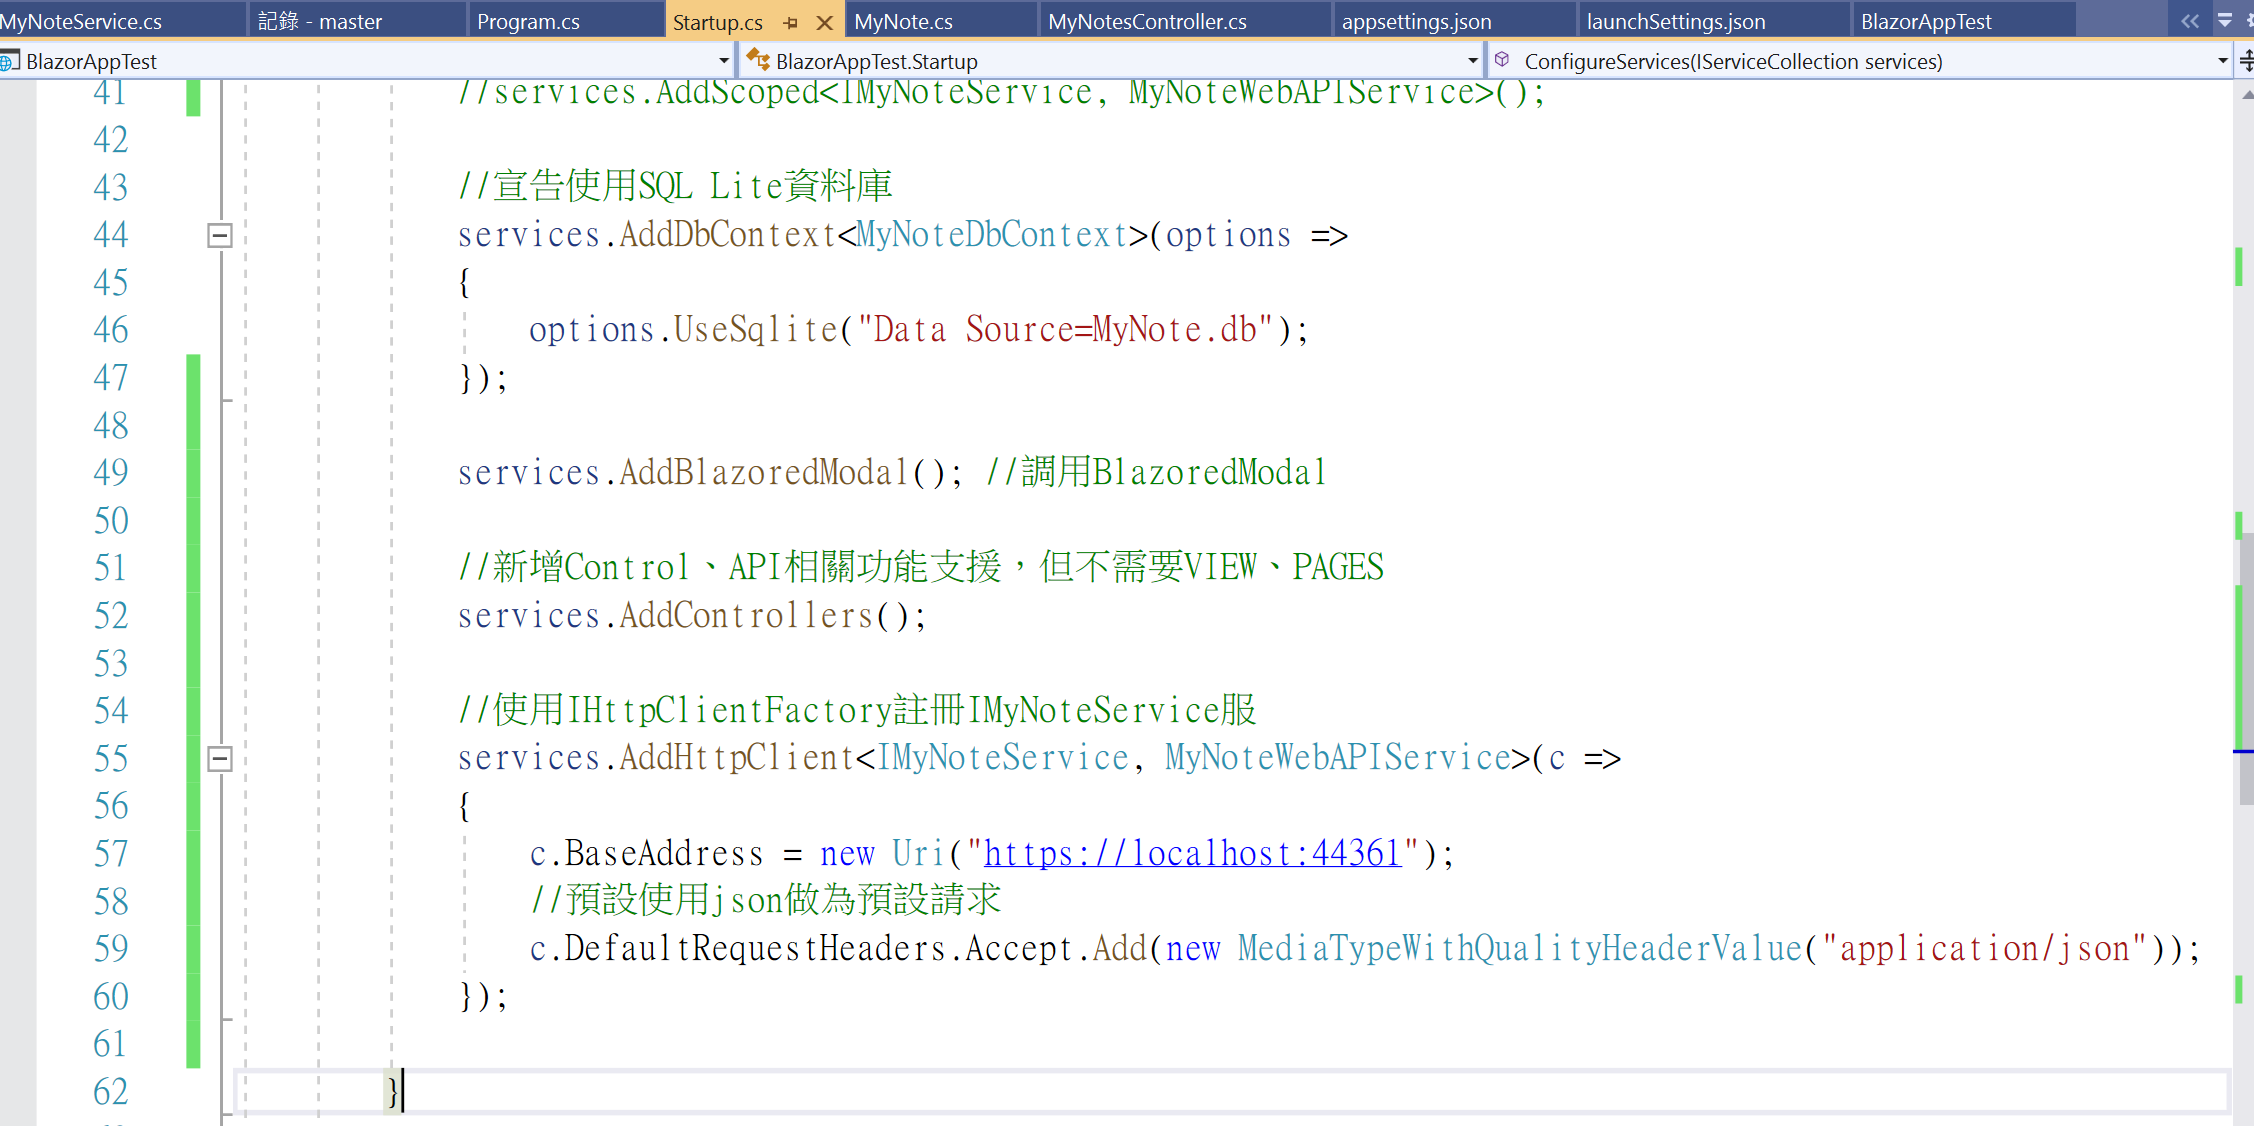 MyNoteService.cs 記錄 - master Program.cs Startup.cs MyNote.cs MyNotesController.cs appsettings.json launchSettings.json BlazorAppTest
BlazorAppTest BlazorAppTest.Startup ConfigureServices(IServiceCollection services)
41 //services.AddScoped<IMyNoteService, MyNoteWebAPIService>();
42
43 //宣告使用SQL Lite資料庫
44 services.AddDbContext<MyNoteDbContext>(options =>
45 {
46 options.UseSqlite("Data Source=MyNote.db");
47 });
48
49 services.AddBlazoredModal(); //調用BlazoredModal
50
51 //新增Control、API相關功能支援，但不需要VIEW、PAGES
52 services.AddControllers();
53
54 //使用IHttpClientFactory註冊IMyNoteService服
55 services.AddHttpClient<IMyNoteService, MyNoteWebAPIService>(c =>
56 {
57 c.BaseAddress = new Uri("https://localhost:44361");
58 //預設使用json做為預設請求
59 c.DefaultRequestHeaders.Accept.Add(new MediaTypeWithQualityHeaderValue("application/json"));
60 });
61
62 }